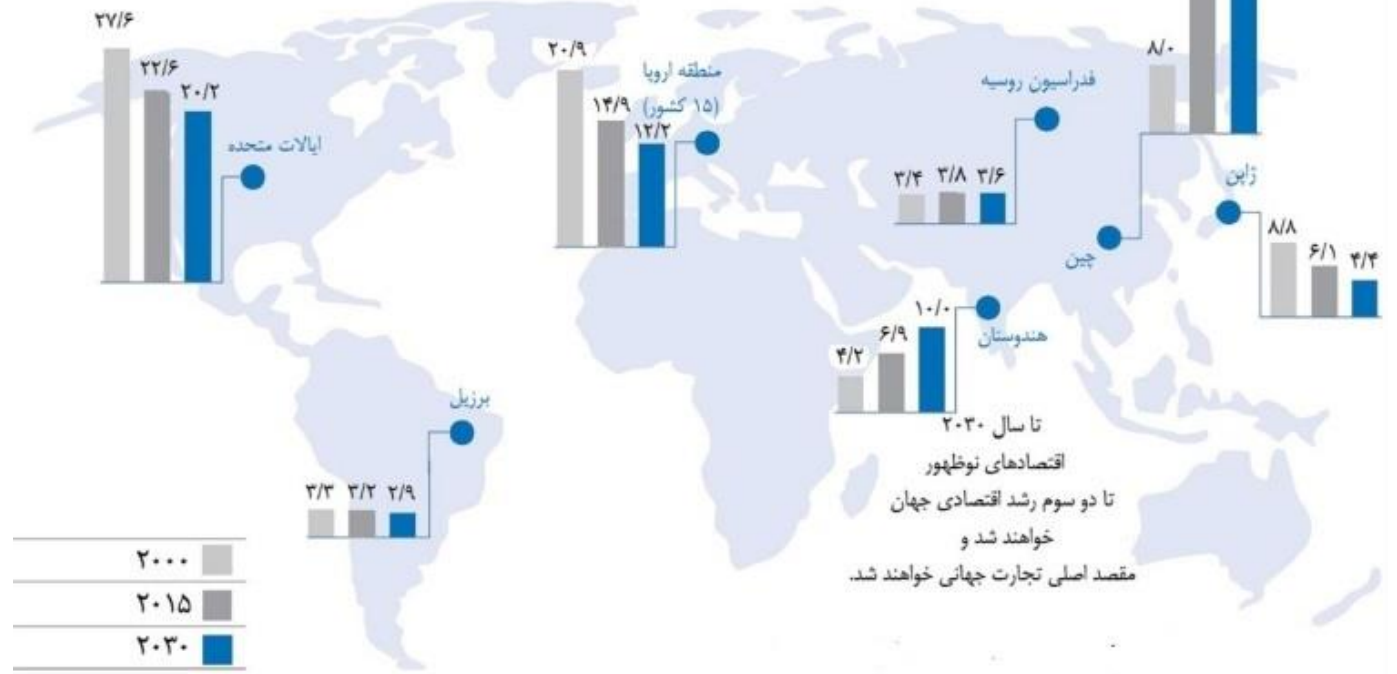 ۲۷/۶
۲۲/۶
۲۰/۲
ایالات متحده
۲۰/۹
۱۴/۹
۱۲/۲
منطقه اروپا
(۱۵ کشور)
فدراسیون روسیه
۳/۴ ۳/۸ ۳/۶
۸/۰
چین
ژاپن
۸/۸
۶/۱
۴/۴
هندوستان
۴/۲
۶/۹
۱۰/۰
برزیل
۳/۳ ۳/۲ ۲/۹
تا سال ۲۰۳۰
اقتصادهای نوظهور
تا دو سوم رشد اقتصادی جهان
خواهند شد و
مقصد اصلی تجارت جهانی خواهند شد.
۲۰۰۰
۲۰۱۵
۲۰۳۰